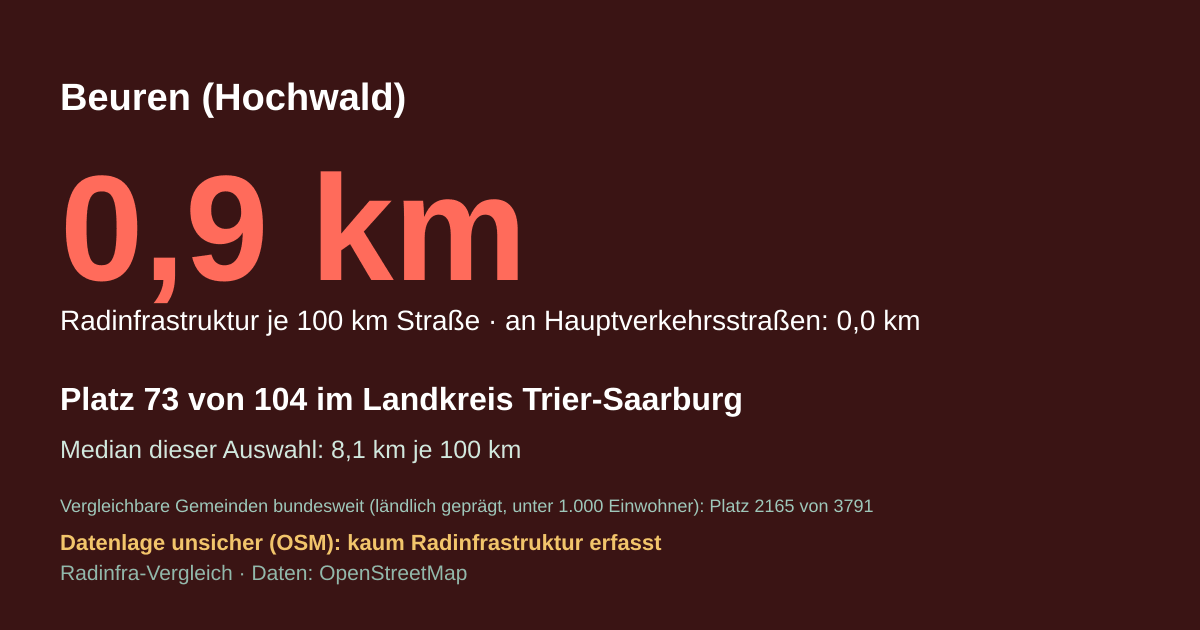 Beuren (Hochwald)
0,9 km
Radinfrastruktur je 100 km Straße · an Hauptverkehrsstraßen: 0,0 km
Platz 73 von 104 im Landkreis Trier-Saarburg
Median dieser Auswahl: 8,1 km je 100 km
Vergleichbare Gemeinden bundesweit (ländlich geprägt, unter 1.000 Einwohner): Platz 2165 von 3791
Datenlage unsicher (OSM): kaum Radinfrastruktur erfasst
Radinfra-Vergleich · Daten: OpenStreetMap